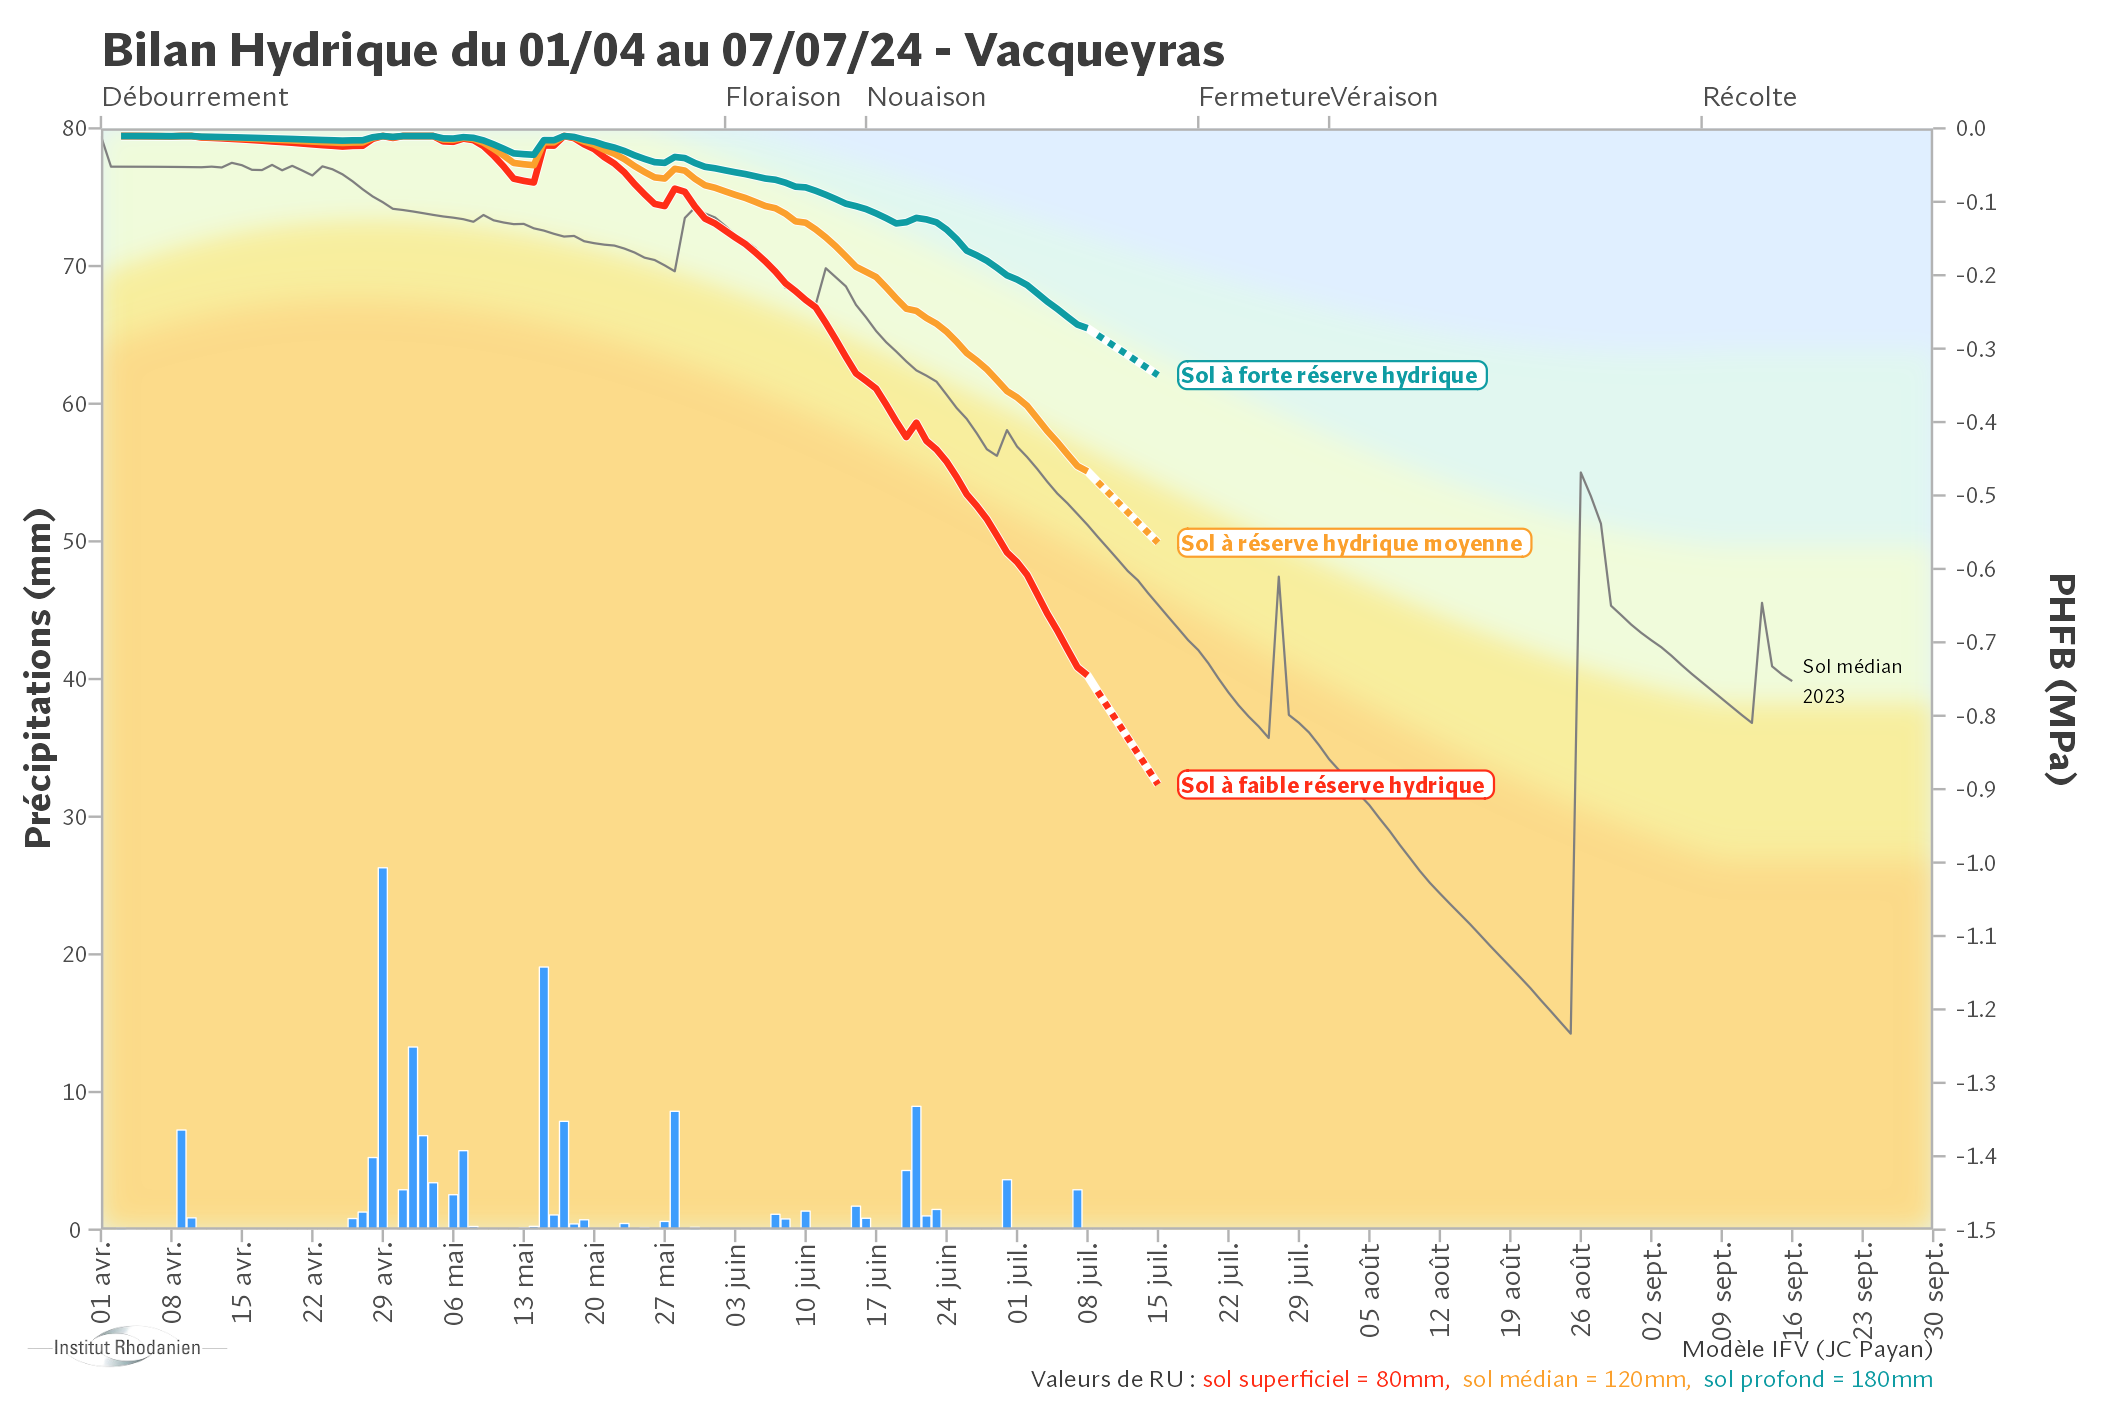 Bilan Hydrique du 01/04 au 07/07/24 - Vacqueyras
Débourrement Floraison Nouaison Fermeture Véraison Récolte
80 0.0
-0.1
70 -0.2
-0.3
60 -0.4
-0.5
50 -0.6
-0.7
40 -0.8
30 -0.9
-1.0
20 -1.1
-1.2
10 -1.3
-1.4
0 -1.5
Précipitations (mm)
PHFB (MPa)
Sol à forte réserve hydrique
Sol à réserve hydrique moyenne
Sol médian
2023
Sol à faible réserve hydrique
01 avr. 08 avr. 15 avr. 22 avr. 29 avr. 06 mai 13 mai 20 mai 27 mai 03 juin 10 juin 17 juin 24 juin 01 juil. 08 juil. 15 juil. 22 juil. 29 juil. 05 août 12 août 19 août 26 août 02 sept. 09 sept. 16 sept. 23 sept. 30 sept.
Institut Rhodanien
Modèle IFV (JC Payan)
Valeurs de RU : sol superficiel = 80mm, sol médian = 120mm, sol profond = 180mm